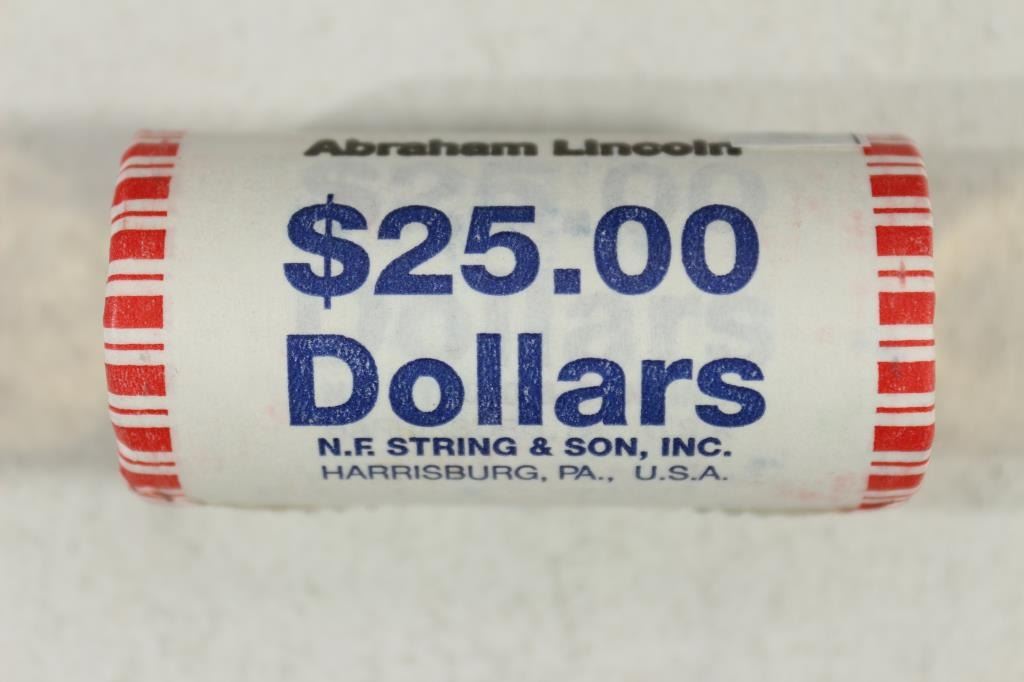 Abraham Lincoln
$25.00
Dollars
N.F. STRING & SON, INC.
HARRISBURG, PA., U.S.A.